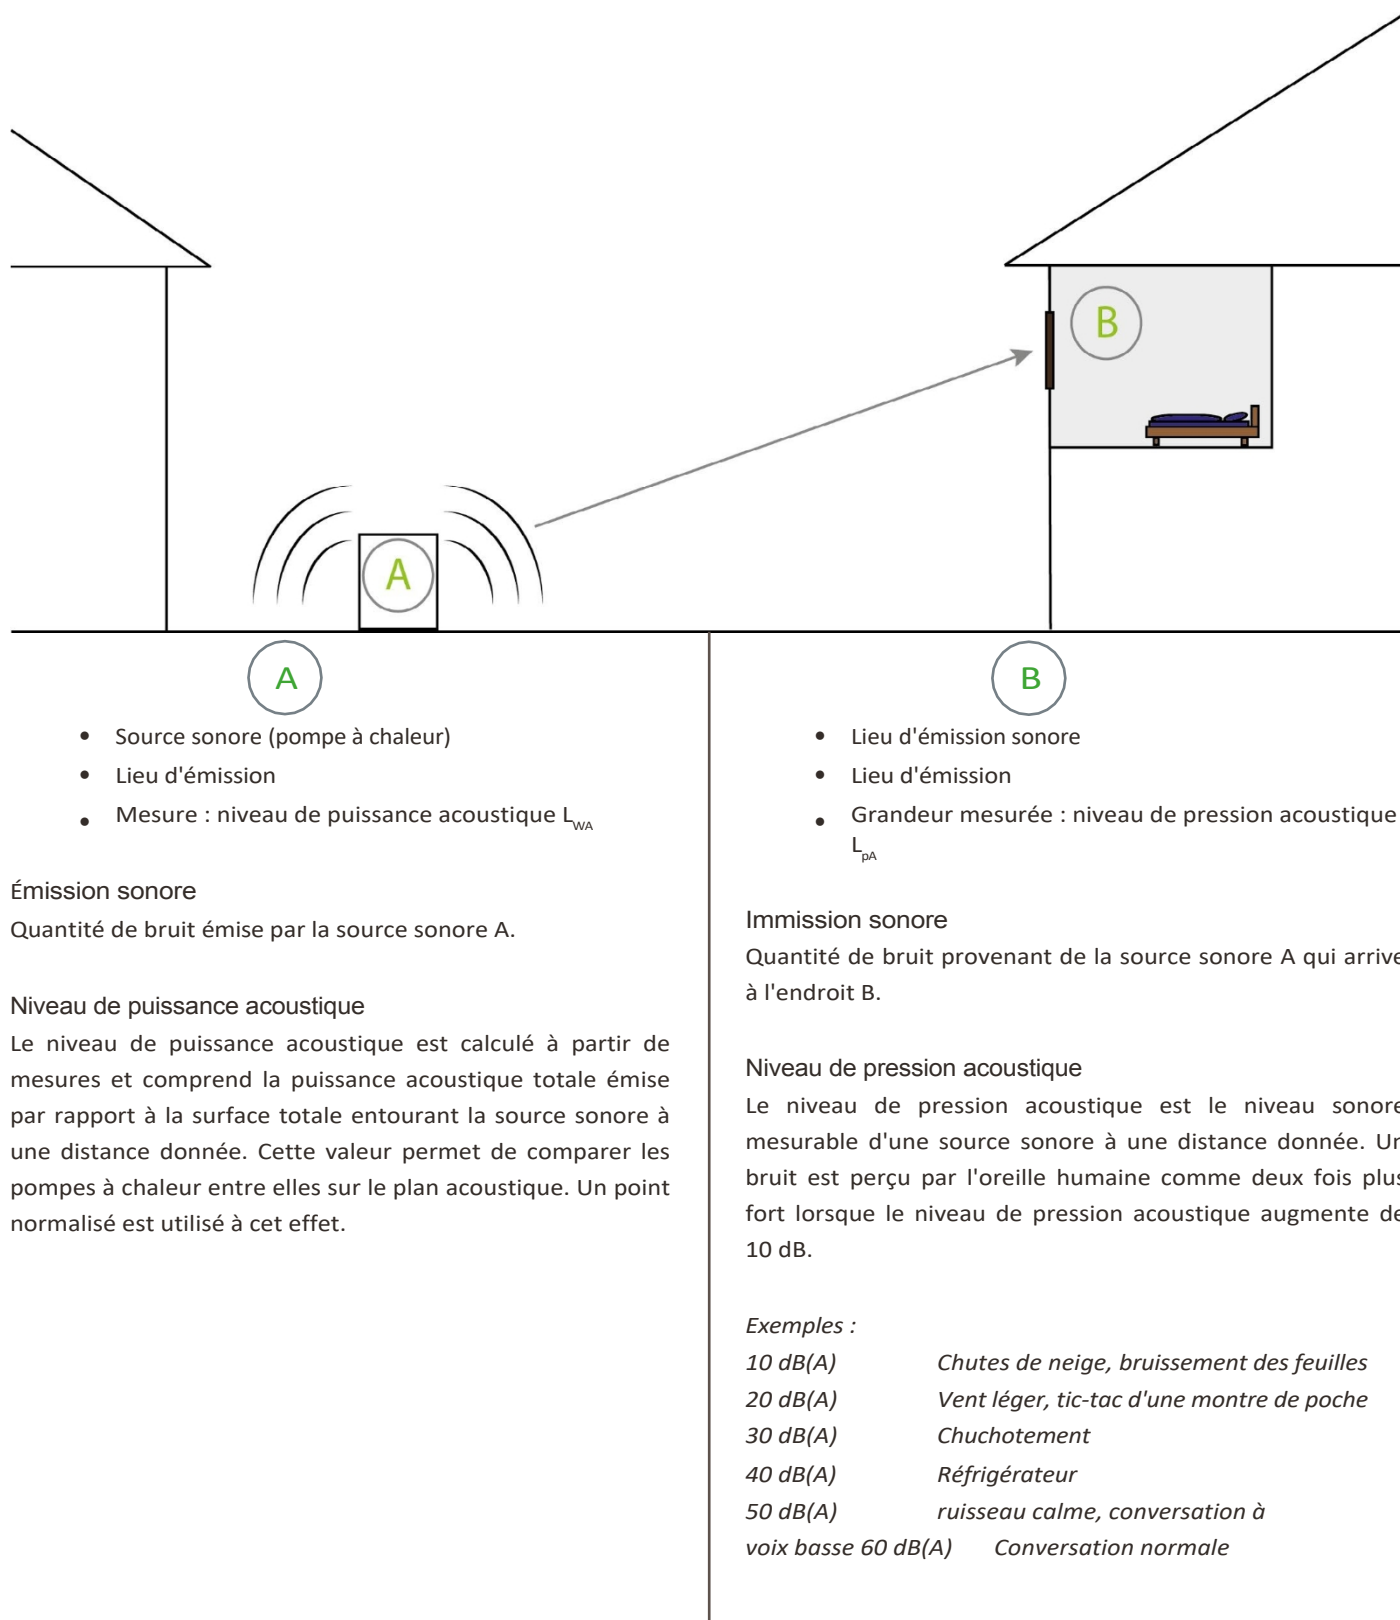 B
A
A
• Source sonore (pompe à chaleur)
• Lieu d'émission
• Mesure : niveau de puissance acoustique LWA
Émission sonore
Quantité de bruit émise par la source sonore A.
Niveau de puissance acoustique
Le niveau de puissance acoustique est calculé à partir de
mesures et comprend la puissance acoustique totale émise
par rapport à la surface totale entourant la source sonore à
une distance donnée. Cette valeur permet de comparer les
pompes à chaleur entre elles sur le plan acoustique. Un point
normalisé est utilisé à cet effet.
B
• Lieu d'émission sonore
• Lieu d'émission
• Grandeur mesurée : niveau de pression acoustique
LpA
Immission sonore
Quantité de bruit provenant de la source sonore A qui arrive
à l'endroit B.
Niveau de pression acoustique
Le niveau de pression acoustique est le niveau sonore
mesurable d'une source sonore à une distance donnée. Un
bruit est perçu par l'oreille humaine comme deux fois plus
fort lorsque le niveau de pression acoustique augmente de
10 dB.
Exemples :
10 dB(A) Chutes de neige, bruissement des feuilles
20 dB(A) Vent léger, tic-tac d'une montre de poche
30 dB(A) Chuchotement
40 dB(A) Réfrigérateur
50 dB(A) ruisseau calme, conversation à
voix basse 60 dB(A) Conversation normale